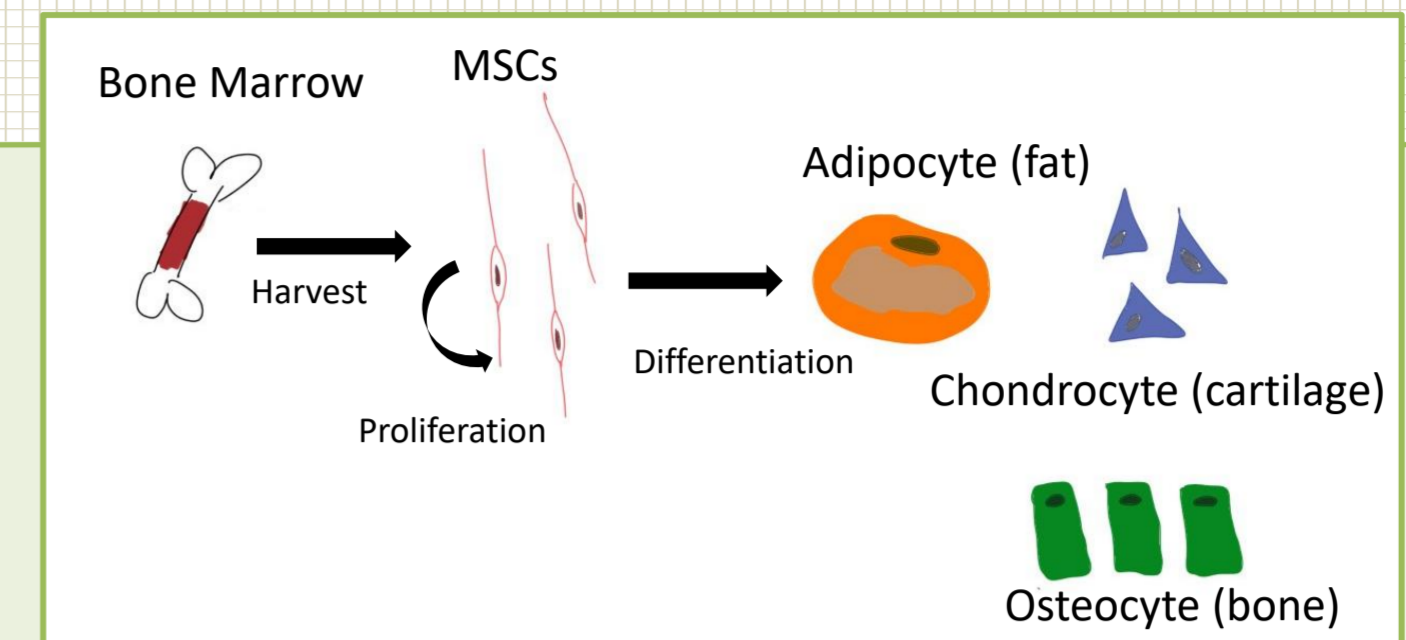 Bone Marrow
MSCs
Harvest
Proliferation
Differentiation
Adipocyte (fat)
Chondrocyte (cartilage)
Osteocyte (bone)